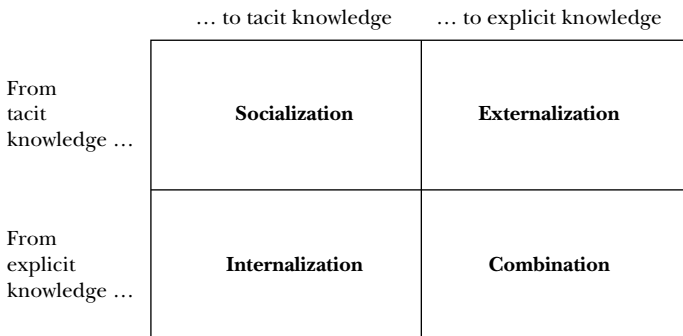 … to tacit knowledge … to explicit knowledge
From
tacit
knowledge …
Socialization Externalization
From
explicit
knowledge …
Internalization Combination